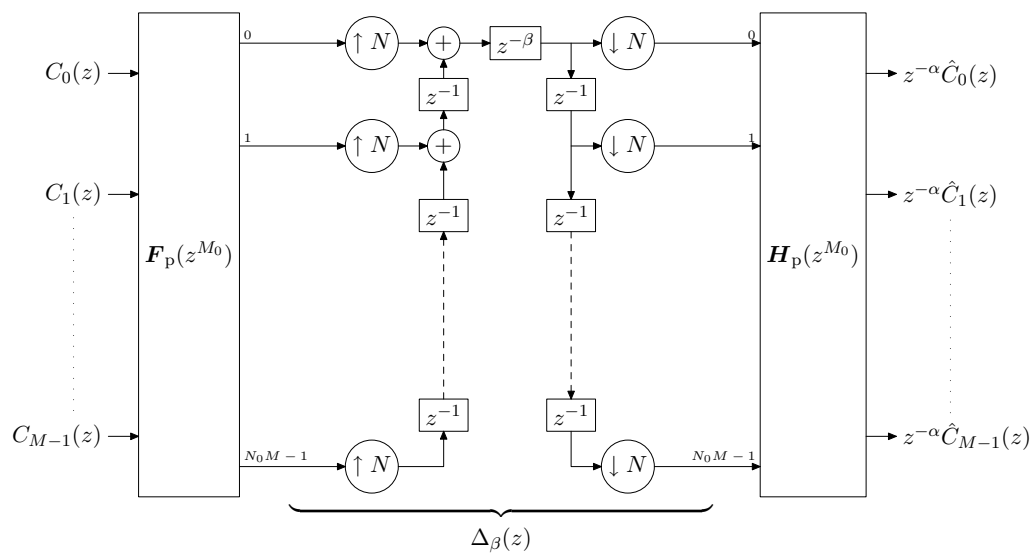 0
↑ N
+
z^{-β}
↓ N
0
C_0(z)
z^{-1}
z^{-1}
z^{-α}Ĉ_0(z)
1
↑ N
+
↓ N
1
C_1(z)
z^{-1}
z^{-1}
z^{-α}Ĉ_1(z)
F_p(z^{M_0})
H_p(z^{M_0})
z^{-1}
z^{-1}
C_{M-1}(z)
z^{-α}Ĉ_{M-1}(z)
N_0M-1
↑ N
↓ N
N_0M-1
Δ_β(z)